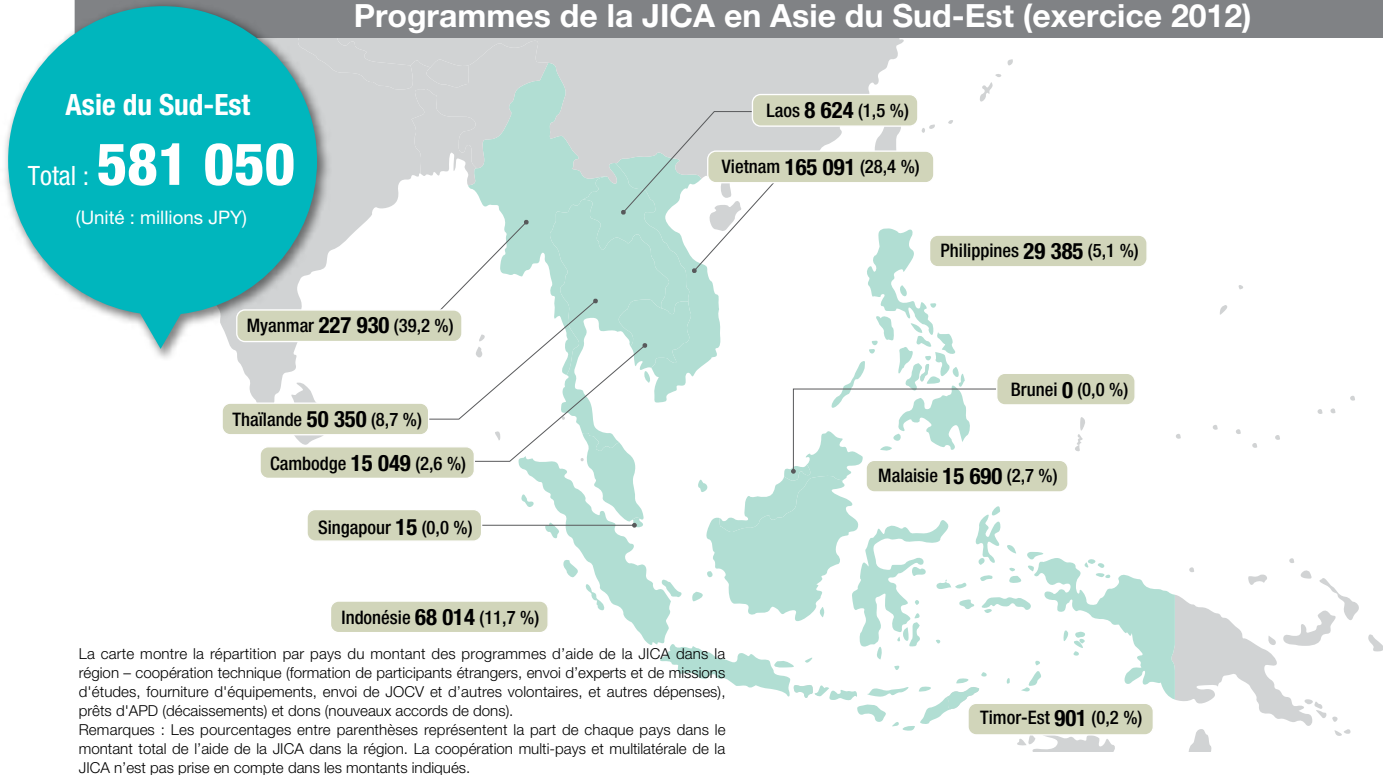 Programmes de la JICA en Asie du Sud-Est (exercice 2012)
Asie du Sud-Est
Total : 581 050
(Unité : millions JPY)
Laos 8 624 (1,5 %)
Vietnam 165 091 (28,4 %)
Philippines 29 385 (5,1 %)
Myanmar 227 930 (39,2 %)
Brunei 0 (0,0 %)
Thaïlande 50 350 (8,7 %)
Cambodge 15 049 (2,6 %)
Malaisie 15 690 (2,7 %)
Singapour 15 (0,0 %)
Indonésie 68 014 (11,7 %)
Timor-Est 901 (0,2 %)
La carte montre la répartition par pays du montant des programmes d'aide de la JICA dans la
région – coopération technique (formation de participants étrangers, envoi d'experts et de missions
d'études, fourniture d'équipements, envoi de JOCV et d'autres volontaires, et autres dépenses),
prêts d'APD (décaissements) et dons (nouveaux accords de dons).
Remarques : Les pourcentages entre parenthèses représentent la part de chaque pays dans le
montant total de l'aide de la JICA dans la région. La coopération multi-pays et multilatérale de la
JICA n'est pas prise en compte dans les montants indiqués.